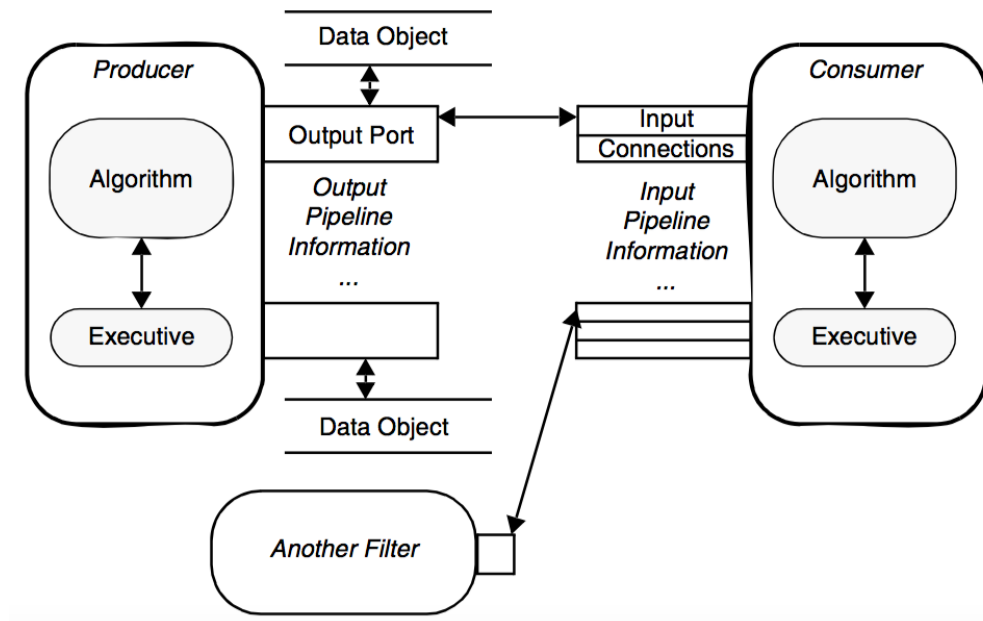 Data Object
Producer
Consumer
Output Port
Input
Connections
Algorithm
Output
Pipeline
Information
...
Input
Pipeline
Information
...
Algorithm
Executive
Executive
Data Object
Another Filter